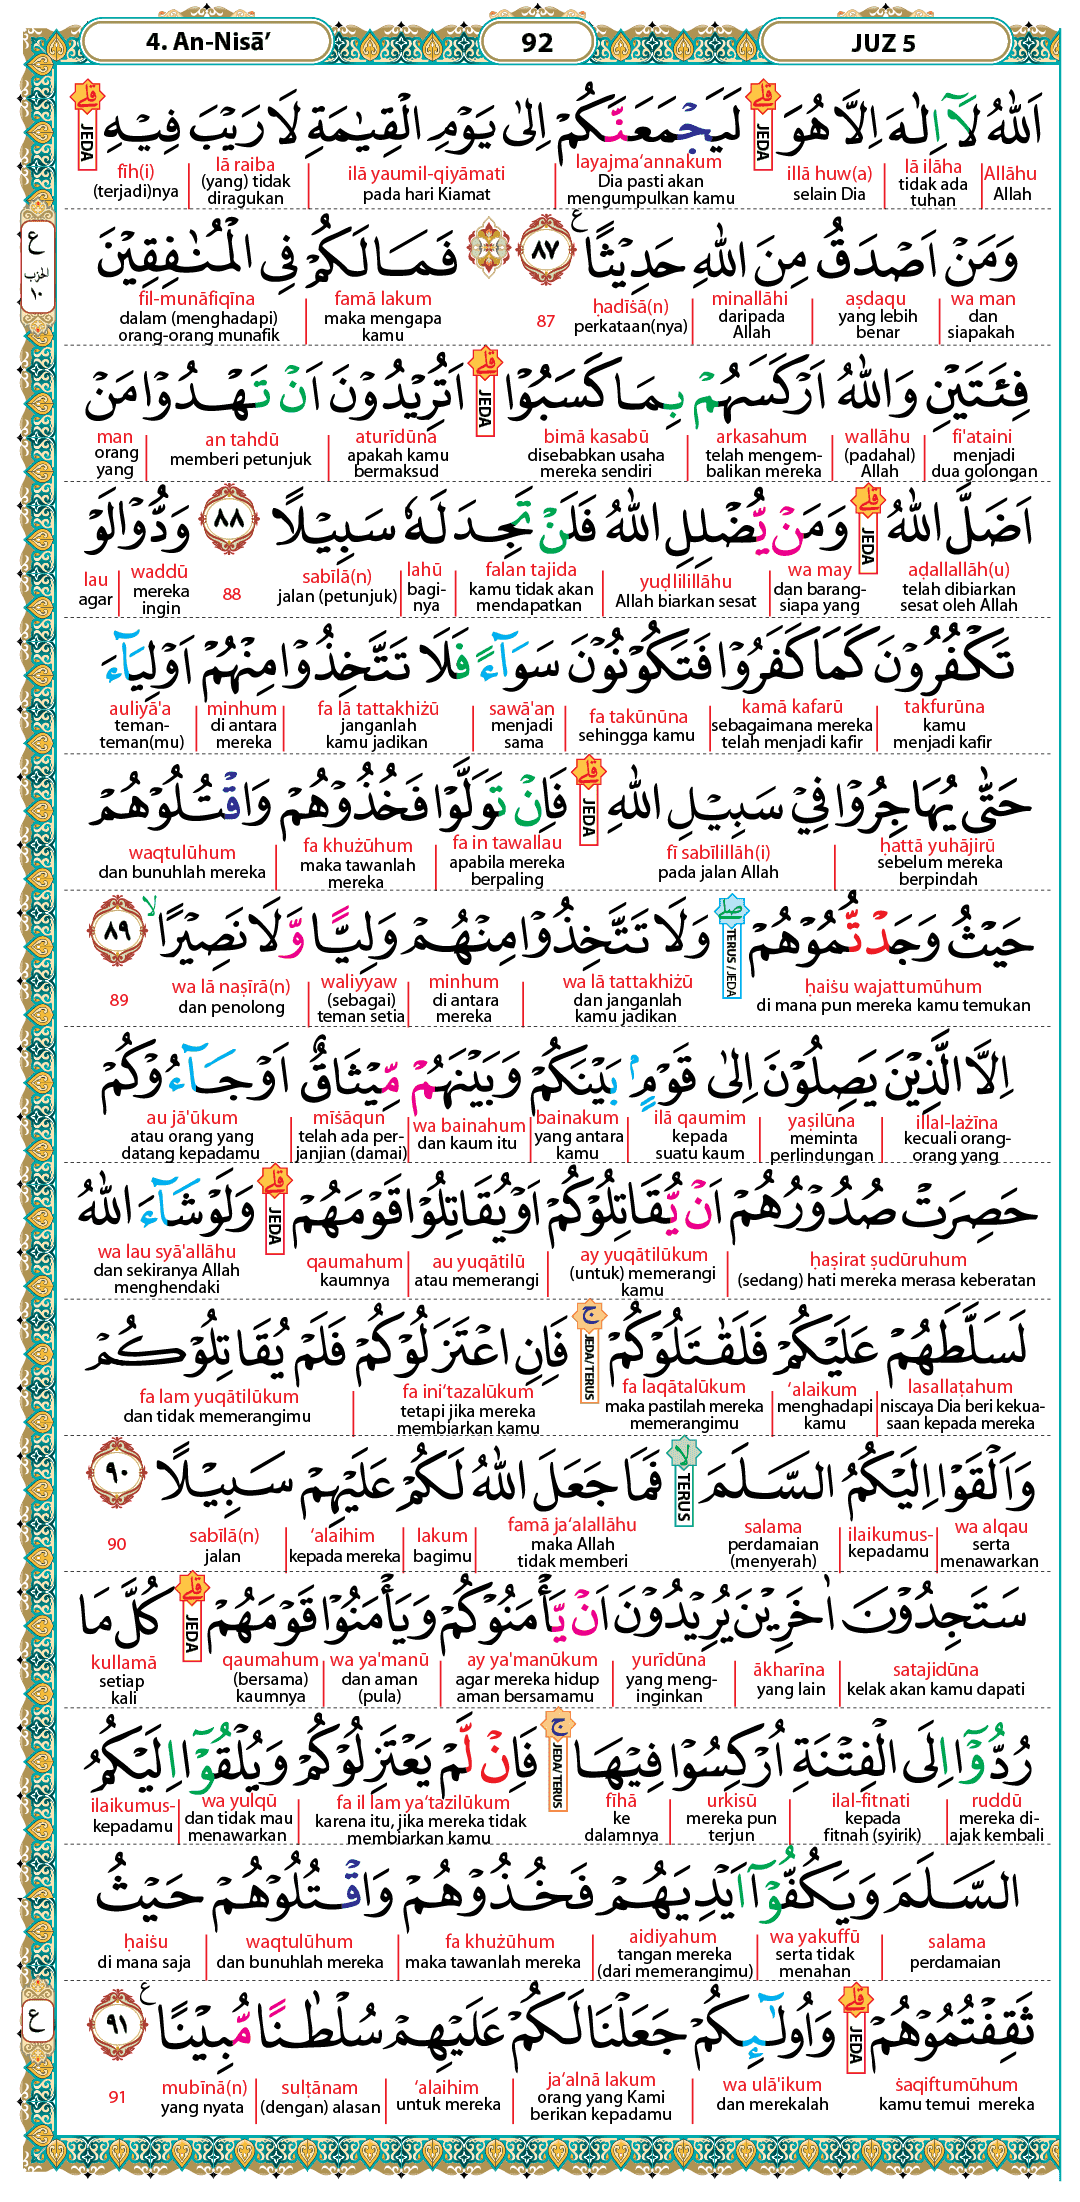 4. An-Nisā’ 92 JUZ 5
اَللّٰهُ لَآ اِلٰهَ اِلَّا هُوَۗ لَيَجْمَعَنَّكُمْ اِلٰى يَوْمِ الْقِيٰمَةِ لَا رَيْبَ فِيْهِۗ
JEDA JEDA
Allāhu lā ilāha illā huw(a) layajma‘annakum ilā yaumil-qiyāmati lā raiba fīh(i)
Allah tidak ada tuhan selain Dia Dia pasti akan mengumpulkan kamu pada hari Kiamat (yang) tidak diragukan (terjadi)nya
ع الحزب ١٠
وَمَنْ اَصْدَقُ مِنَ اللّٰهِ حَدِيْثًا ࣖ ٨٧ ۞ فَمَا لَكُمْ فِى الْمُنٰفِقِيْنَ
wa man aṣdaqu minallāhi ḥadīṡā(n) 87 famā lakum fil-munāfiqīna
dan siapakah yang lebih benar daripada Allah perkataan(nya) maka mengapa kamu dalam (menghadapi) orang-orang munafik
فِئَتَيْنِ وَاللّٰهُ اَرْكَسَهُمْ بِمَا كَسَبُوْاۗ اَتُرِيْدُوْنَ اَنْ تَهْدُوْا مَنْ
JEDA
fi'ataini wallāhu arkasahum bimā kasabū aturīdūna an tahdū man
menjadi dua golongan (padahal) Allah telah mengem-balikan mereka disebabkan usaha mereka sendiri apakah kamu bermaksud memberi petunjuk orang yang
اَضَلَّ اللّٰهُۗ وَمَنْ يُّضْلِلِ اللّٰهُ فَلَنْ تَجِدَ لَهٗ سَبِيْلًا ٨٨ وَدُّوْا لَوْ
JEDA
aḍallallāh(u) wa may yuḍlilillāhu falan tajida lahū sabīlā(n) 88 waddū lau
telah dibiarkan sesat oleh Allah dan barang-siapa yang Allah biarkan sesat kamu tidak akan mendapatkan bagi-nya jalan (petunjuk) mereka ingin agar
تَكْفُرُوْنَ كَمَا كَفَرُوْا فَتَكُوْنُوْنَ سَوَاۤءً فَلَا تَتَّخِذُوْا مِنْهُمْ اَوْلِيَاۤءَ
takfurūna kamā kafarū fa takūnūna sawā'an fa lā tattakhiżū minhum auliyā'a
kamu menjadi kafir sebagaimana mereka telah menjadi kafir sehingga kamu menjadi sama janganlah kamu jadikan di antara mereka teman-teman(mu)
حَتّٰى يُهَاجِرُوْا فِيْ سَبِيْلِ اللّٰهِۗ فَاِنْ تَوَلَّوْا فَخُذُوْهُمْ وَاقْتُلُوْهُمْ
JEDA
ḥattā yuhājirū fī sabīlillāh(i) fa in tawallau fa khużūhum waqtulūhum
sebelum mereka berpindah pada jalan Allah apabila mereka berpaling maka tawanlah mereka dan bunuhlah mereka
حَيْثُ وَجَدْتُّمُوْهُمْ ۖ وَلَا تَتَّخِذُوْا مِنْهُمْ وَلِيًّا وَّلَا نَصِيْرًاۙ ٨٩
TERUS /JEDA
ḥaiṡu wajattumūhum wa lā tattakhiżū minhum waliyyaw wa lā naṣīrā(n) 89
di mana pun mereka kamu temukan dan janganlah kamu jadikan di antara mereka (sebagai) teman setia dan penolong
اِلَّا الَّذِيْنَ يَصِلُوْنَ اِلٰى قَوْمٍۢ بَيْنَكُمْ وَبَيْنَهُمْ مِّيْثَاقٌ اَوْ جَاۤءُوْكُمْ
illal-lażīna yaṣilūna ilā qaumim bainakum wa bainahum mīṡāqun au jā'ūkum
kecuali orang-orang yang meminta perlindungan kepada suatu kaum yang antara kamu dan kaum itu telah ada per-janjian (damai) atau orang yang datang kepadamu
حَصِرَتْ صُدُوْرُهُمْ اَنْ يُّقَاتِلُوْكُمْ اَوْ يُقَاتِلُوْا قَوْمَهُمْۗ وَلَوْ شَاۤءَ اللّٰهُ
JEDA
ḥaṣirat ṣudūruhum ay yuqātilūkum au yuqātilū qaumahum wa lau syā'allāhu
(sedang) hati mereka merasa keberatan (untuk) memerangi kamu atau memerangi kaumnya dan sekiranya Allah menghendaki
لَسَلَّطَهُمْ عَلَيْكُمْ فَلَقٰتَلُوْكُمْۚ فَاِنِ اعْتَزَلُوْكُمْ فَلَمْ يُقَاتِلُوْكُمْ
JEDA/TERUS
lasallaṭahum ‘alaikum fa laqātalūkum fa ini‘tazalūkum fa lam yuqātilūkum
niscaya Dia beri kekua-saan kepada mereka menghadapi kamu maka pastilah mereka memerangimu tetapi jika mereka membiarkan kamu dan tidak memerangimu
وَاَلْقَوْا اِلَيْكُمُ السَّلَمَ ۙ فَمَا جَعَلَ اللّٰهُ لَكُمْ عَلَيْهِمْ سَبِيْلًا ٩٠
TERUS
wa alqau ilaikumus-salama famā ja‘alallāhu lakum ‘alaihim sabīlā(n) 90
serta menawarkan kepadamu perdamaian (menyerah) maka Allah tidak memberi bagimu kepada mereka jalan
سَتَجِدُوْنَ اٰخَرِيْنَ يُرِيْدُوْنَ اَنْ يَّأْمَنُوْكُمْ وَيَأْمَنُوْا قَوْمَهُمْۗ كُلَّ مَا
JEDA
satajidūna ākharīna yurīdūna ay ya'manūkum wa ya'manū qaumahum kullamā
kelak akan kamu dapati yang lain yang meng-inginkan agar mereka hidup aman bersamamu dan aman (pula) (bersama) kaumnya setiap kali
رُدُّوْٓا اِلَى الْفِتْنَةِ اُرْكِسُوْا فِيْهَاۚ فَاِنْ لَّمْ يَعْتَزِلُوْكُمْ وَيُلْقُوْٓا اِلَيْكُمُ
JEDA/ TERUS
ruddū ilal-fitnati urkisū fīhā fa il lam ya‘tazilūkum wa yulqū ilaikumus-
mereka di-ajak kembali kepada fitnah (syirik) mereka pun terjun ke dalamnya karena itu, jika mereka tidak membiarkan kamu dan tidak mau menawarkan kepadamu
السَّلَمَ وَيَكُفُّوْٓا اَيْدِيَهُمْ فَخُذُوْهُمْ وَاقْتُلُوْهُمْ حَيْثُ
salama wa yakuffū aidiyahum fa khużūhum waqtulūhum ḥaiṡu
perdamaian serta tidak menahan tangan mereka (dari memerangimu) maka tawanlah mereka dan bunuhlah mereka di mana saja
ع
ثَقِفْتُمُوْهُمْۗ وَاُولٰۤىِٕكُمْ جَعَلْنَا لَكُمْ عَلَيْهِمْ سُلْطٰنًا مُّبِيْنًا ࣖ ٩١
JEDA
ṡaqiftumūhum wa ulā'ikum ja‘alnā lakum ‘alaihim sulṭānam mubīnā(n) 91
kamu temui mereka dan merekalah orang yang Kami berikan kepadamu untuk mereka (dengan) alasan yang nyata